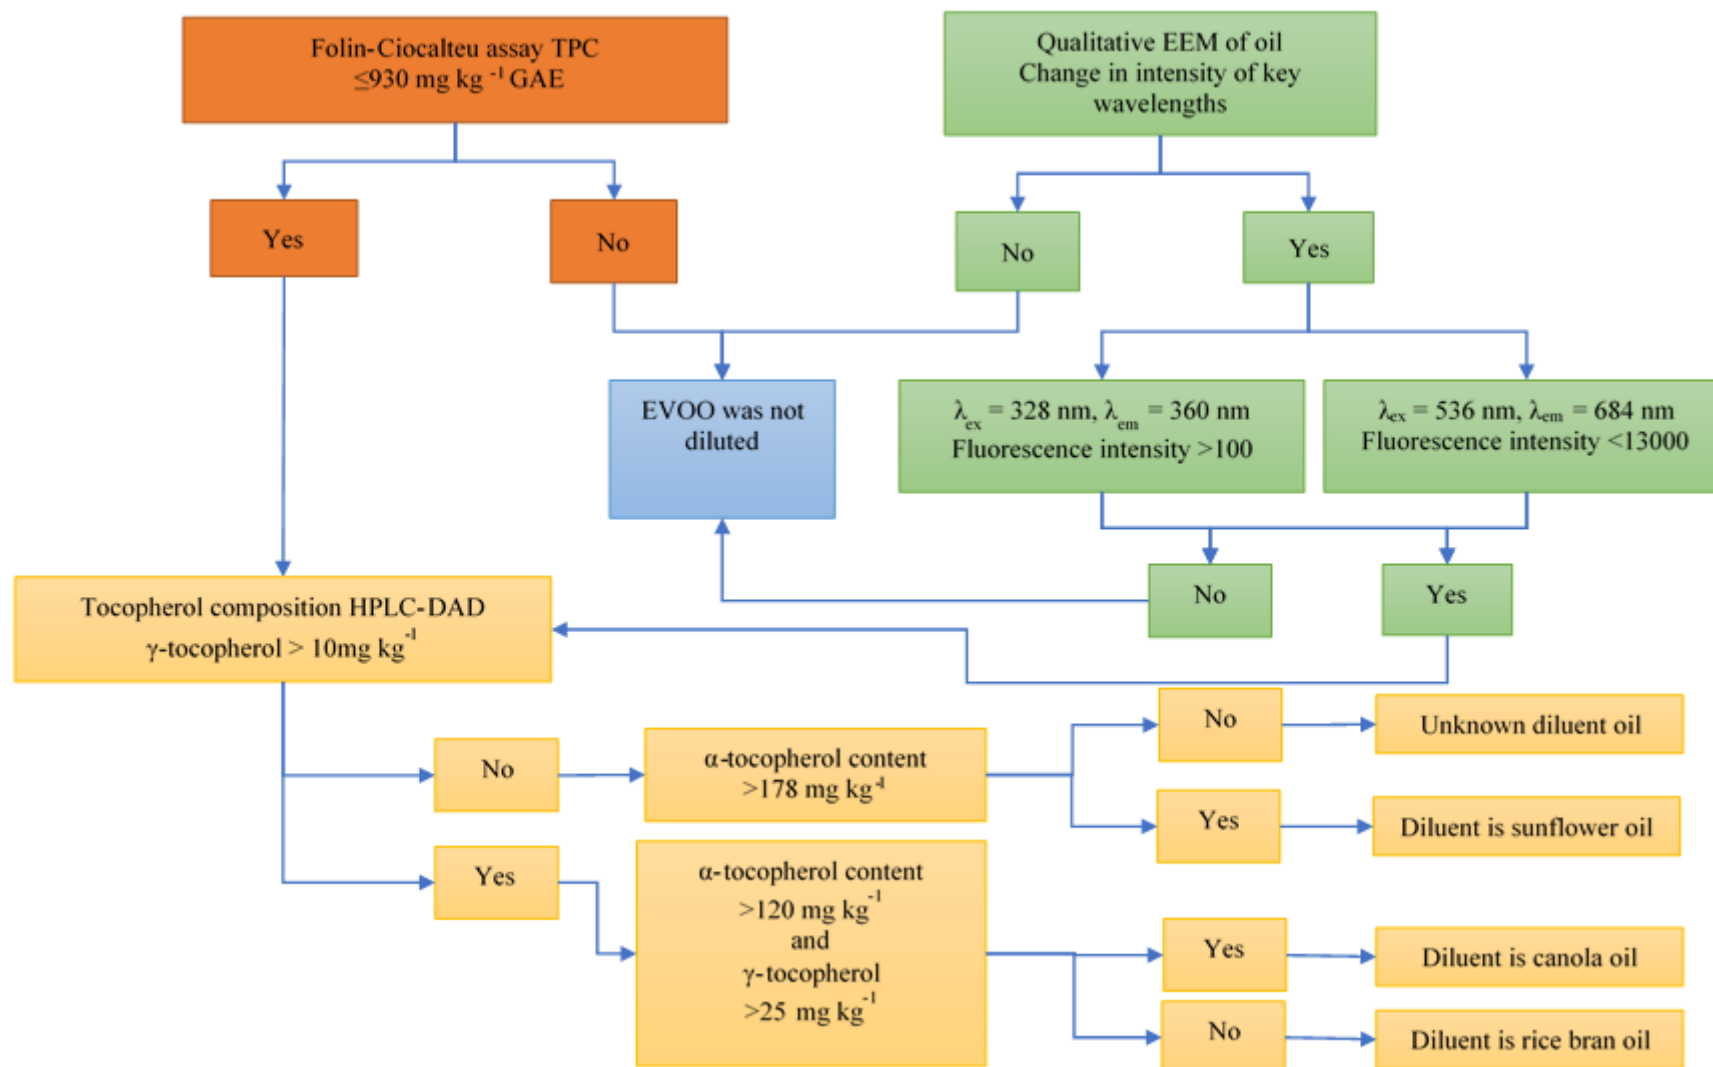 Folin-Ciocalteu assay TPC
≤930 mg kg ⁻¹ GAE
Qualitative EEM of oil
Change in intensity of key
wavelengths
Yes
No
No
Yes
EVOO was not
diluted
λex = 328 nm, λem = 360 nm
Fluorescence intensity >100
λex = 536 nm, λem = 684 nm
Fluorescence intensity <13000
No
Yes
Tocopherol composition HPLC-DAD
γ-tocopherol > 10mg kg⁻¹
No
α-tocopherol content
>178 mg kg⁻¹
No
Unknown diluent oil
Yes
Diluent is sunflower oil
Yes
α-tocopherol content
>120 mg kg⁻¹
and
γ-tocopherol
>25 mg kg⁻¹
Yes
Diluent is canola oil
No
Diluent is rice bran oil